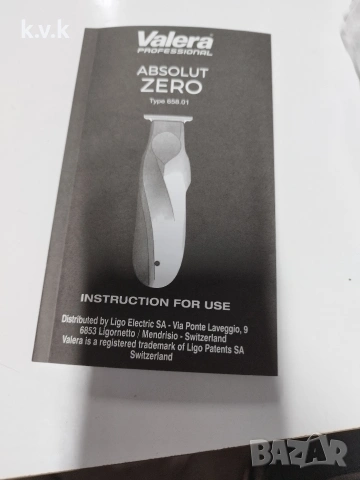 k.v.k
Valera
PROFESSIONAL
ABSOLUT
ZERO
Type 658.01
INSTRUCTION FOR USE
Distributed by Ligo Electric SA - Via Ponte Laveggio, 9
6853 Ligornetto / Mendrisio - Switzerland
Valera is a registered trademark of Ligo Patents SA
Switzerland
BAZAR